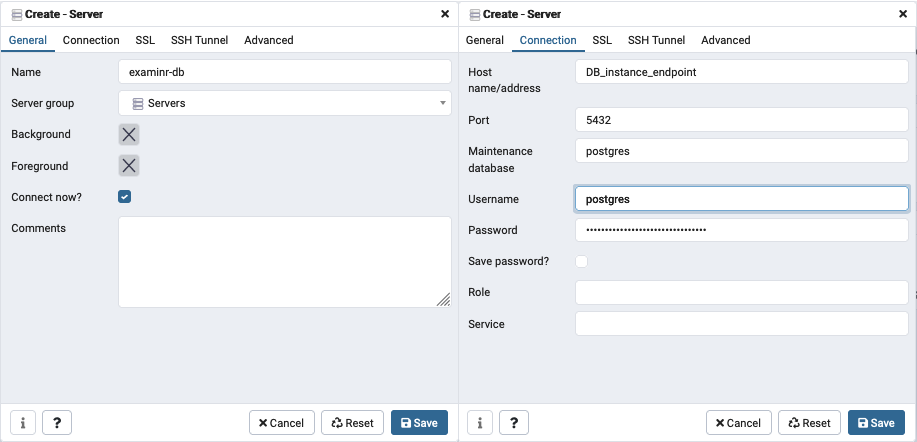 Create - Server
General Connection SSL SSH Tunnel Advanced
Name examinr-db
Server group Servers
Background
Foreground
Connect now?
Comments
i ? Cancel Reset Save
Create - Server
General Connection SSL SSH Tunnel Advanced
Host name/address DB_instance_endpoint
Port 5432
Maintenance database postgres
Username postgres
Password ••••••••••••••••••••••••••••••••
Save password?
Role
Service
i ? Cancel Reset Save